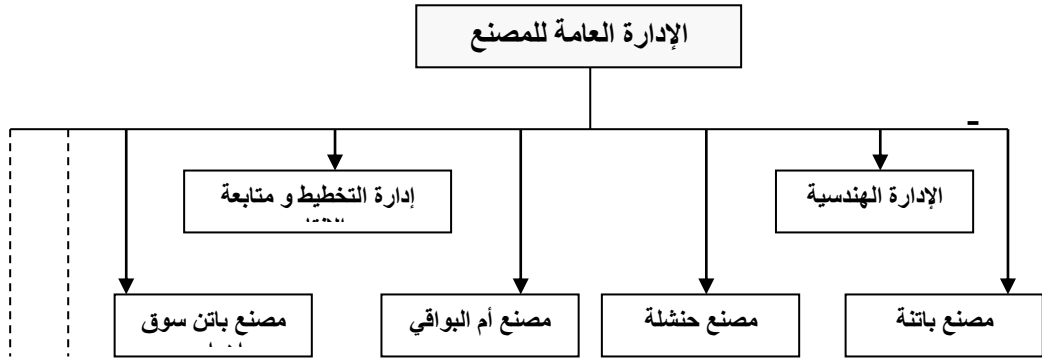 الإدارة العامة للمصنع
-
الإدارة الهندسية
إدارة التخطيط و متابعة
مصنع باتنة
مصنع حنشلة
مصنع أم البواقي
مصنع باتن سوق